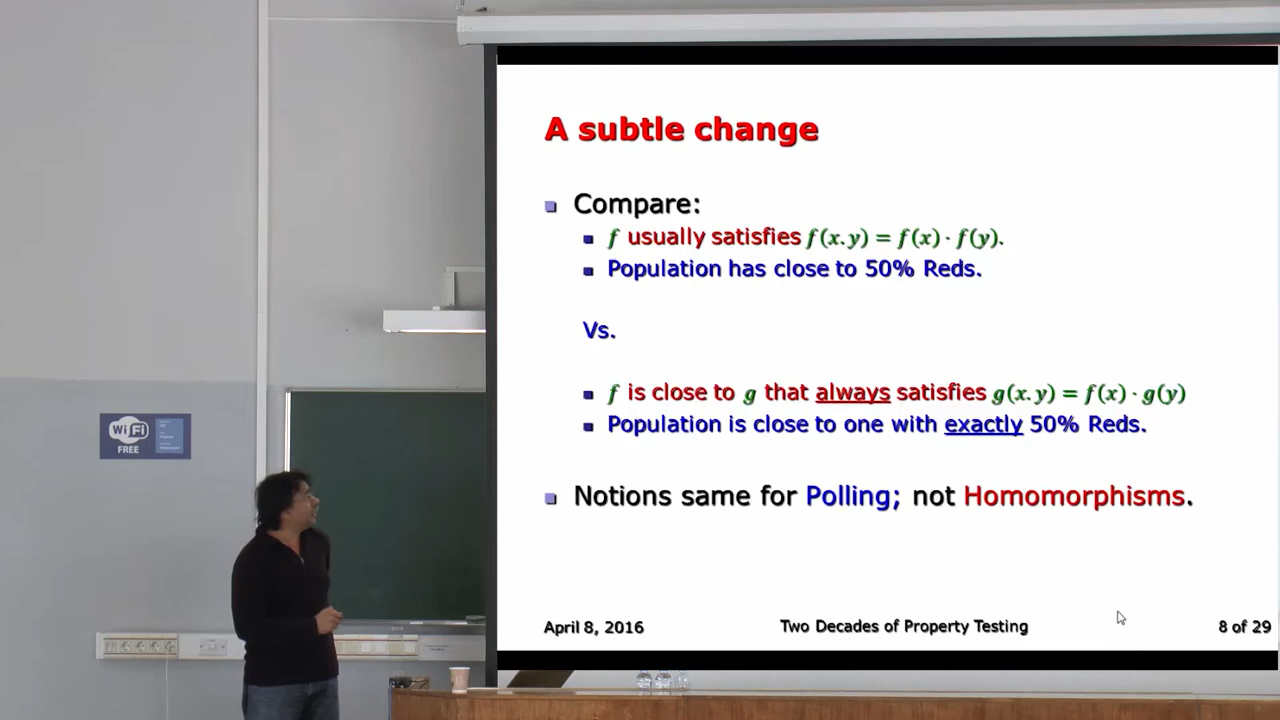 A subtle change
Compare:
f usually satisfies f(x.y) = f(x) · f(y).
Population has close to 50% Reds.
Vs.
f is close to g that always satisfies g(x.y) = f(x) · g(y)
Population is close to one with exactly 50% Reds.
Notions same for Polling; not Homomorphisms.
April 8, 2016
Two Decades of Property Testing
8 of 29
WiFi
FREE